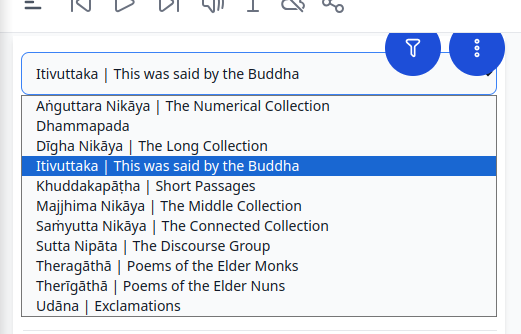 Itivuttaka | This was said by the Buddha
Aṅguttara Nikāya | The Numerical Collection
Dhammapada
Dīgha Nikāya | The Long Collection
Itivuttaka | This was said by the Buddha
Khuddakapāṭha | Short Passages
Majjhima Nikāya | The Middle Collection
Saṁyutta Nikāya | The Connected Collection
Sutta Nipāta | The Discourse Group
Theragāthā | Poems of the Elder Monks
Therīgāthā | Poems of the Elder Nuns
Udāna | Exclamations